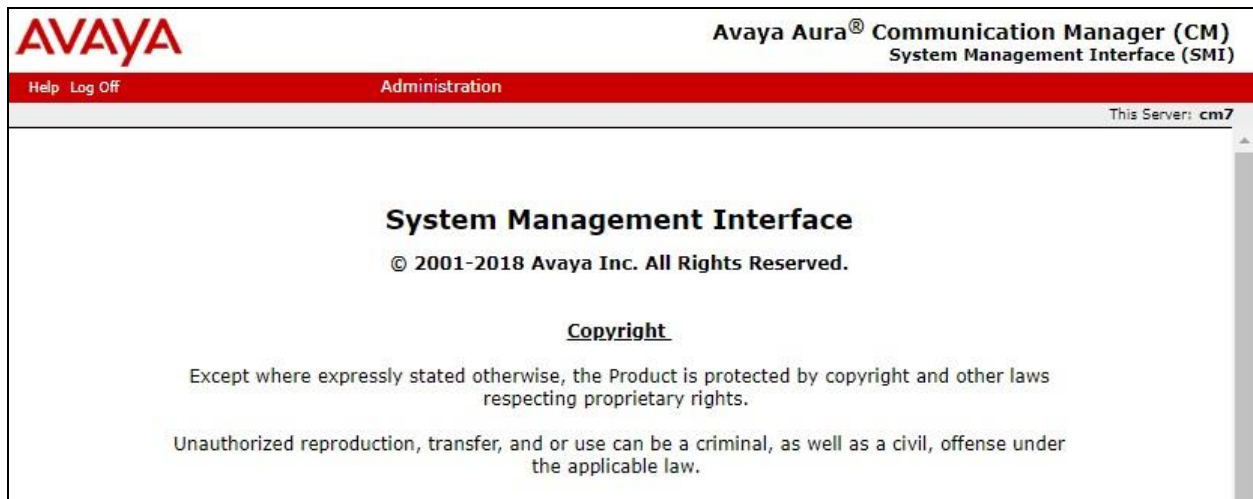 AVAYA
Avaya Aura® Communication Manager (CM)
System Management Interface (SMI)
Help Log Off Administration
This Server: cm7
System Management Interface
© 2001-2018 Avaya Inc. All Rights Reserved.
Copyright
Except where expressly stated otherwise, the Product is protected by copyright and other laws
respecting proprietary rights.
Unauthorized reproduction, transfer, and or use can be a criminal, as well as a civil, offense under
the applicable law.